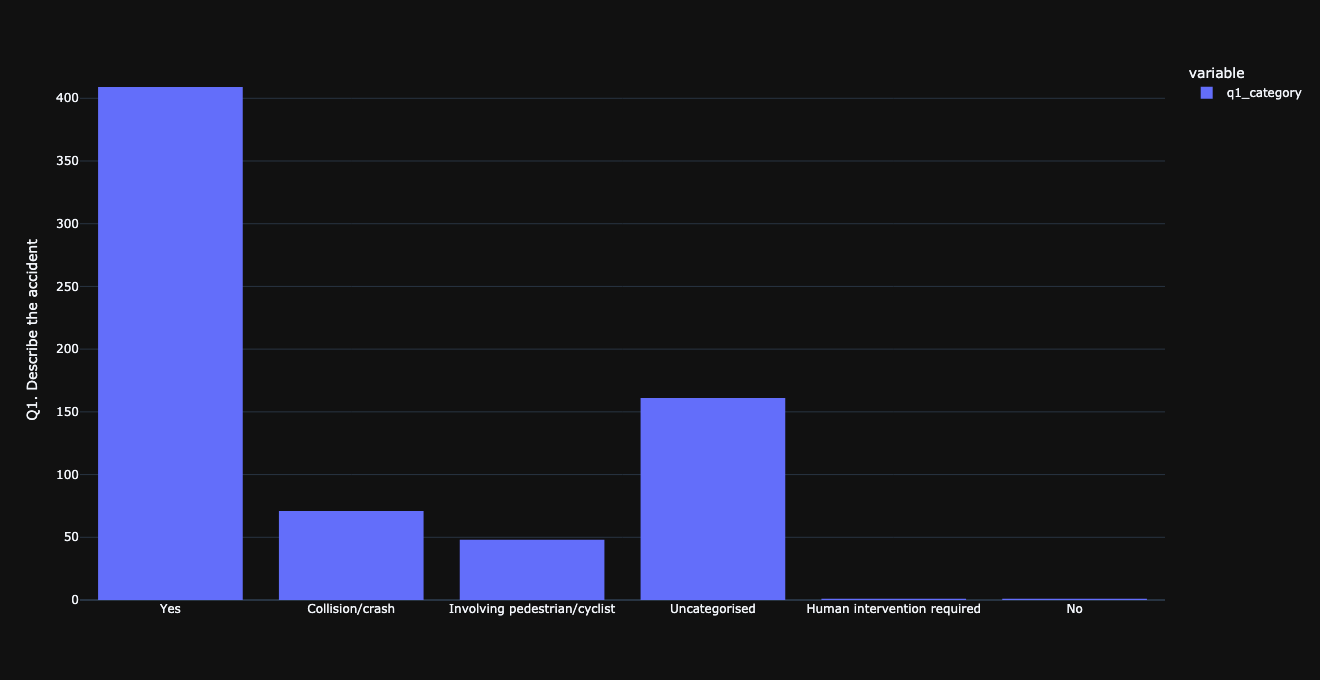 variable
q1_category
Q1. Describe the accident
400
350
300
250
200
150
100
50
0
Yes
Collision/crash
Involving pedestrian/cyclist
Uncategorised
Human intervention required
No